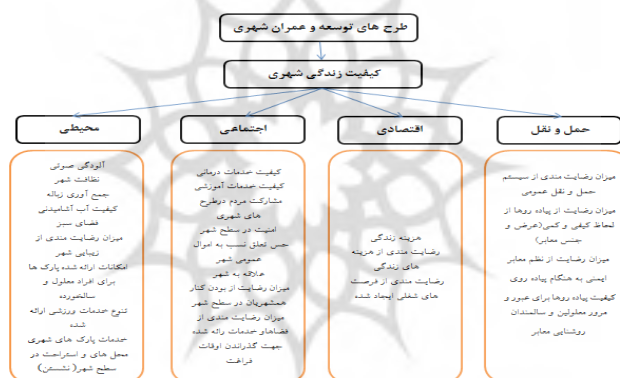 طرح های توسعه و عمران شهری
کیفیت زندگی شهری
حمل و نقل
اقتصادی
اجتماعی
محیطی
میزان رضایت مندی از سیستم
حمل و نقل عمومی
میزان رضایت از پیاده روها از
لحاظ کیفی و کمی(عرض و
جنس معابر)
میزان رضایت از نظم معابر
ایمنی به هنگام پیاده روی
کیفیت پیاده روها برای عبور و
مرور معلولین و سالمندان
روشنایی معابر
هزینه زندگی
رضایت مندی از هزینه
های زندگی
رضایت مندی از فرصت
های شغلی ایجاد شده
کیفیت خدمات درمانی
کیفیت خدمات آموزشی
مشارکت مردم درطرح
های شهری
امنیت در سطح شهر
حس تعلق نسبت به اموال
عمومی شهر
علاقه به شهر
میزان رضایت از بودن کنار
همشهریان در سطح شهر
میزان رضایت مندی از
فضاهاو خدمات رائه شده
جهت گذراندن اوقات
فراغت
آلودگی صوتی
نظافت شهر
جمع آوری زباله
کیفیت آب آشامیدنی
فضای سبز
میزان رضایت مندی از
زیبایی شهر
امکانات ارائه شده پارک ها
برای افراد معلول و
سالخورده
تنوع خدمات ورزشی ارائه
شده
خدمات پارک های شهری
محل های و استراحت در
سطح شهر( نشستن)